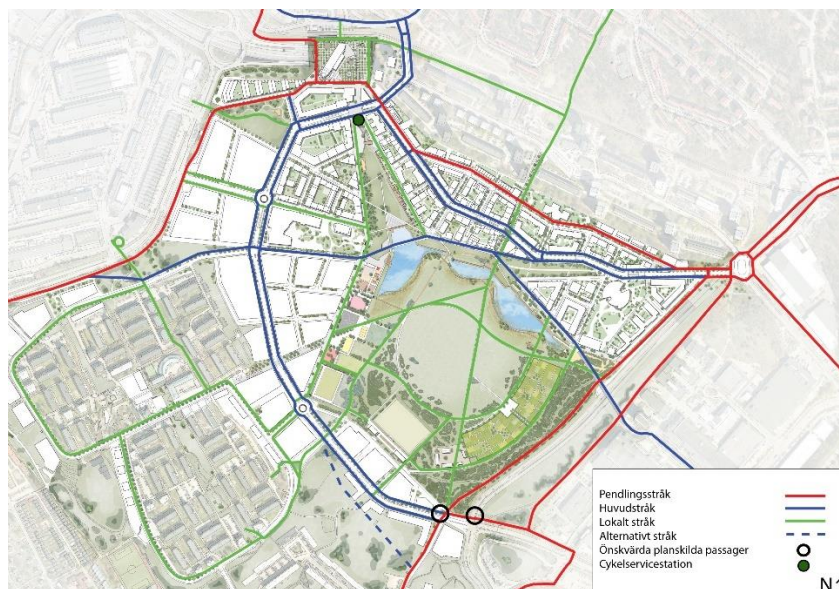 Pendlingsstråk
Huvudstråk
Lokalt stråk
Alternativt stråk
Önskvärda planskilda passager
Cykelservicestation
N